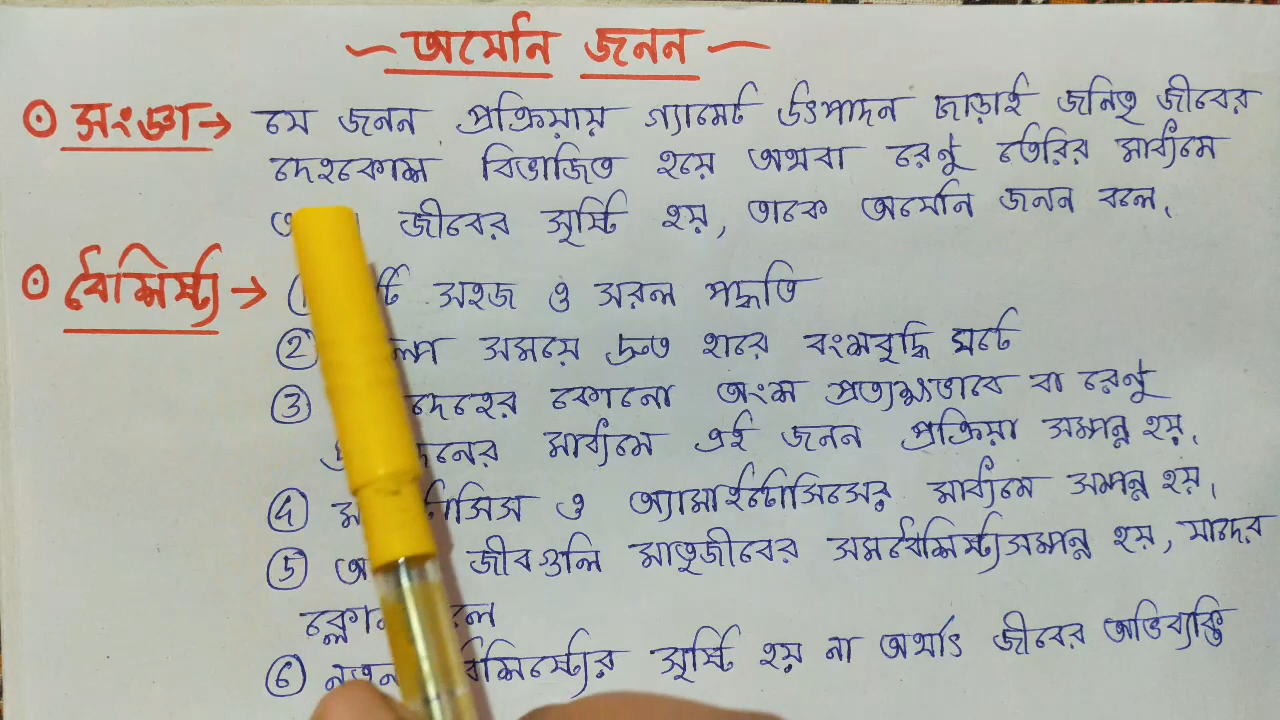 অযৌন জনন
সংজ্ঞা → যে জনন প্রক্রিয়ায় গ্যামেট উৎপাদন ছাড়াই জনিতৃ জীবের
দেহকোশ বিভাজিত হয়ে অথবা রেণু তৈরির মাধ্যমে
জীবের সৃষ্টি হয়, তাকে অযৌন জনন বলে,
বৈশিষ্ট্য → সহজ ও সরল পদ্ধতি
② সময়ে দ্রুত হারে বংশবৃদ্ধি ঘটে
③ দেহের কোনো অংশ প্রত্যক্ষভাবে বা রেণু
মাধ্যমে এই জনন প্রক্রিয়া সম্পন্ন হয়,
④ ও অ্যামাইটোসিসের মাধ্যমে সম্পন্ন হয়,
⑤ জীবগুলি মাতৃজীবের সমবৈশিষ্ট্যসম্পন্ন হয়, যাদের
⑥ সৃষ্টি হয় না অর্থাৎ জীবের অভিব্যক্তি